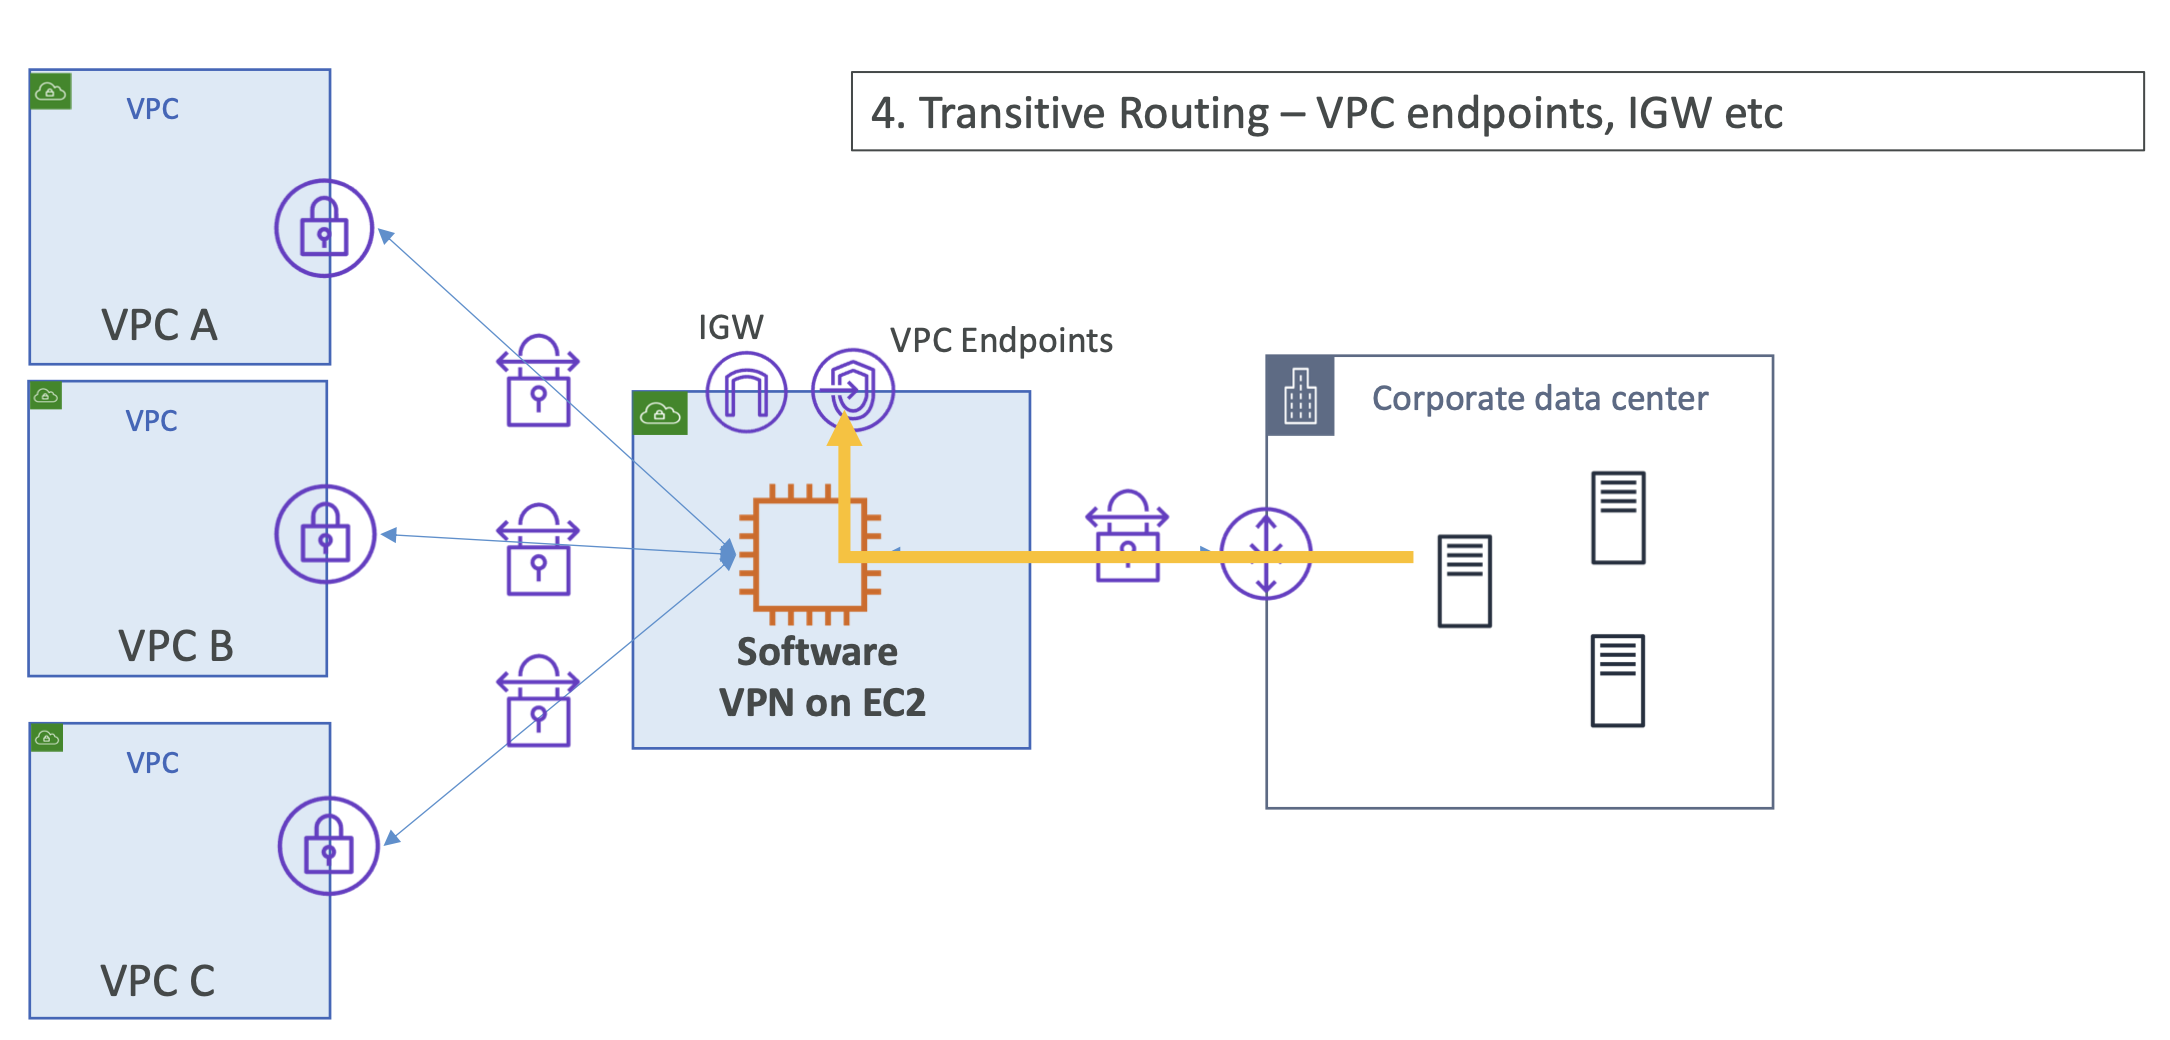 4. Transitive Routing – VPC endpoints, IGW etc
VPC
VPC A
VPC
VPC B
VPC
VPC C
IGW
VPC Endpoints
Software
VPN on EC2
Corporate data center